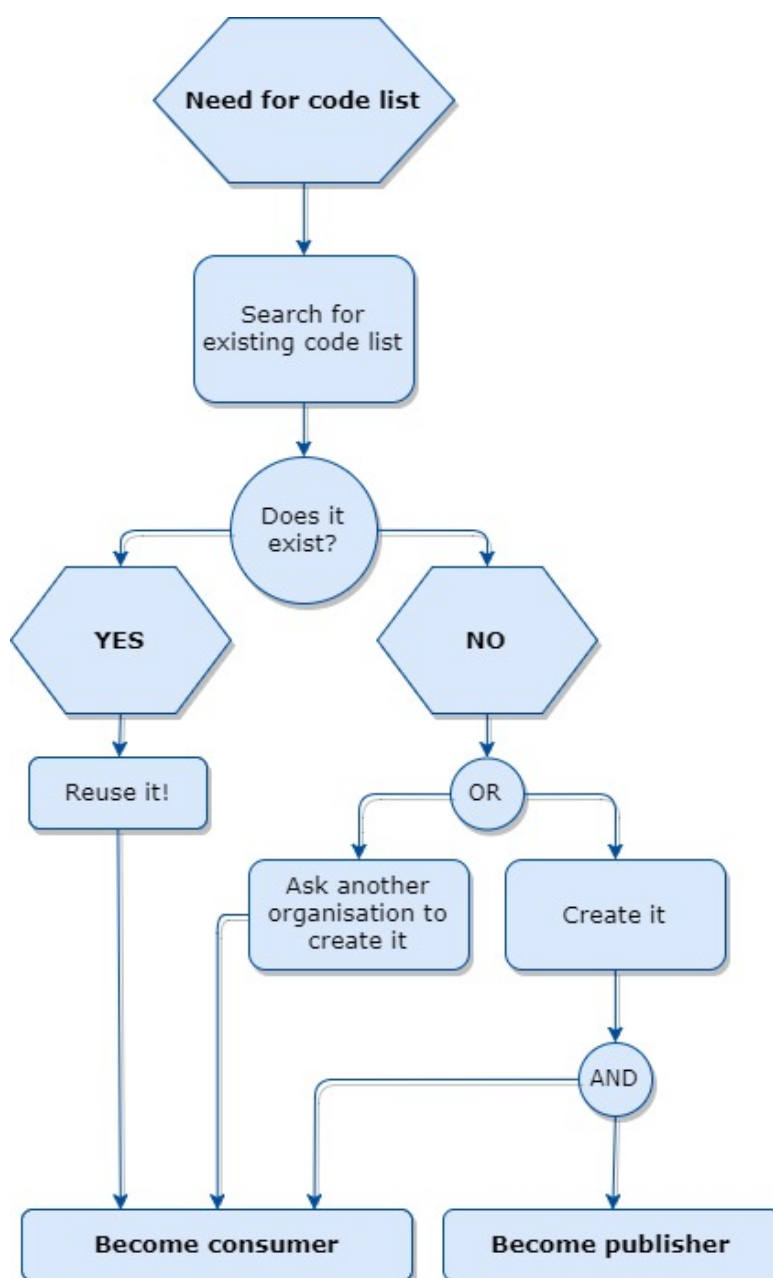 Need for code list
Search for
existing code list
Does it
exist?
YES
NO
Reuse it!
OR
Ask another
organisation to
create it
Create it
AND
Become consumer
Become publisher